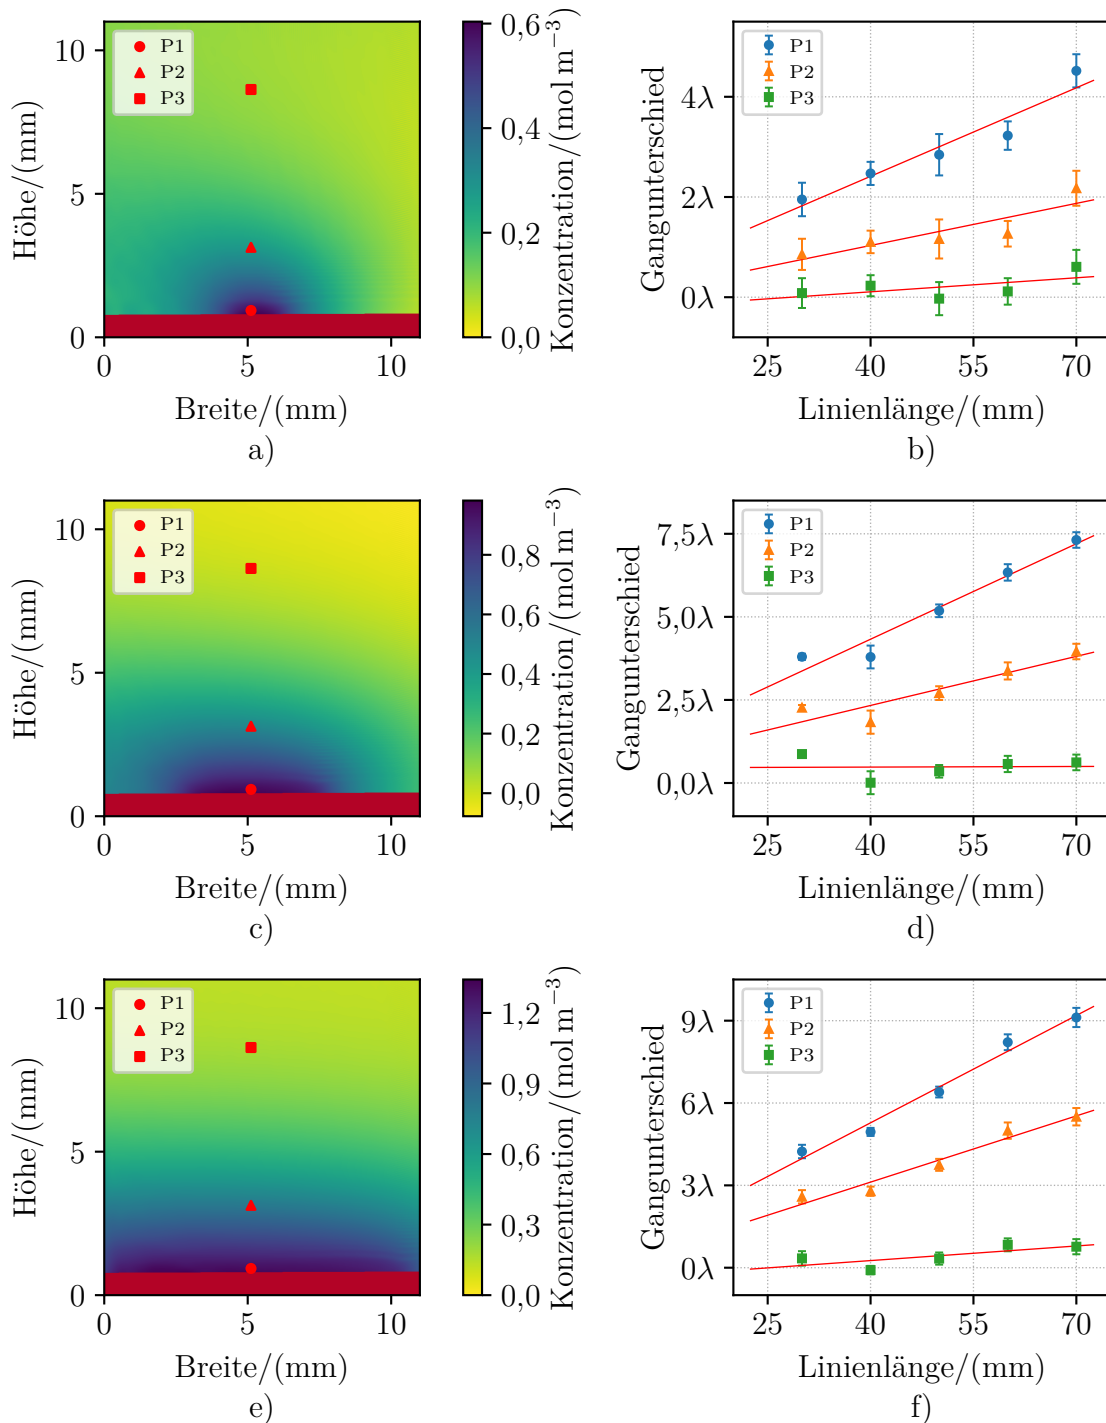 P1
P2
P3
10
5
0
Höhe/(mm)
0
5
10
Breite/(mm)
a)
0,6
0,4
0,2
0,0
Konzentration/(mol m⁻³)
P1
P2
P3
4λ
2λ
0λ
Gangunterschied
25
40
55
70
Linienlänge/(mm)
b)
P1
P2
P3
10
5
0
Höhe/(mm)
0
5
10
Breite/(mm)
c)
0,8
0,6
0,4
0,2
0,0
Konzentration/(mol m⁻³)
P1
P2
P3
7,5λ
5,0λ
2,5λ
0,0λ
Gangunterschied
25
40
55
70
Linienlänge/(mm)
d)
P1
P2
P3
10
5
0
Höhe/(mm)
0
5
10
Breite/(mm)
e)
1,2
0,9
0,6
0,3
0,0
Konzentration/(mol m⁻³)
P1
P2
P3
9λ
6λ
3λ
0λ
Gangunterschied
25
40
55
70
Linienlänge/(mm)
f)